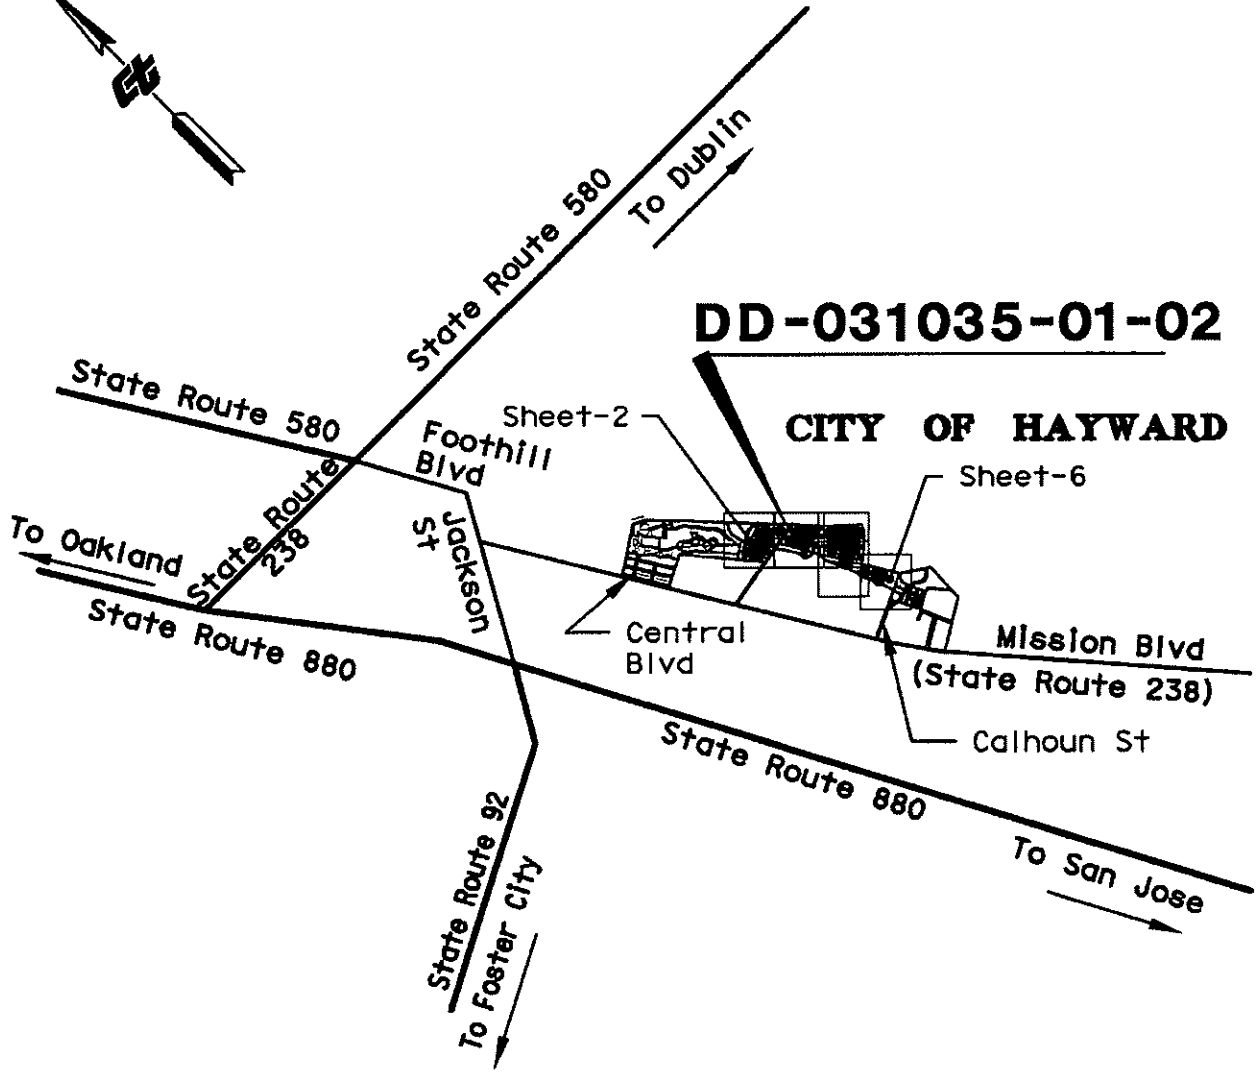 ct
State Route 580
To Dublin
DD-031035-01-02
State Route 580
Sheet-2
CITY OF HAYWARD
Foothill
Blvd
Sheet-6
State Route
238
Jackson
St
To Oakland
State Route 880
Central
Blvd
Mission Blvd
(State Route 238)
Calhoun St
State Route 880
State Route 92
To Foster City
To San Jose